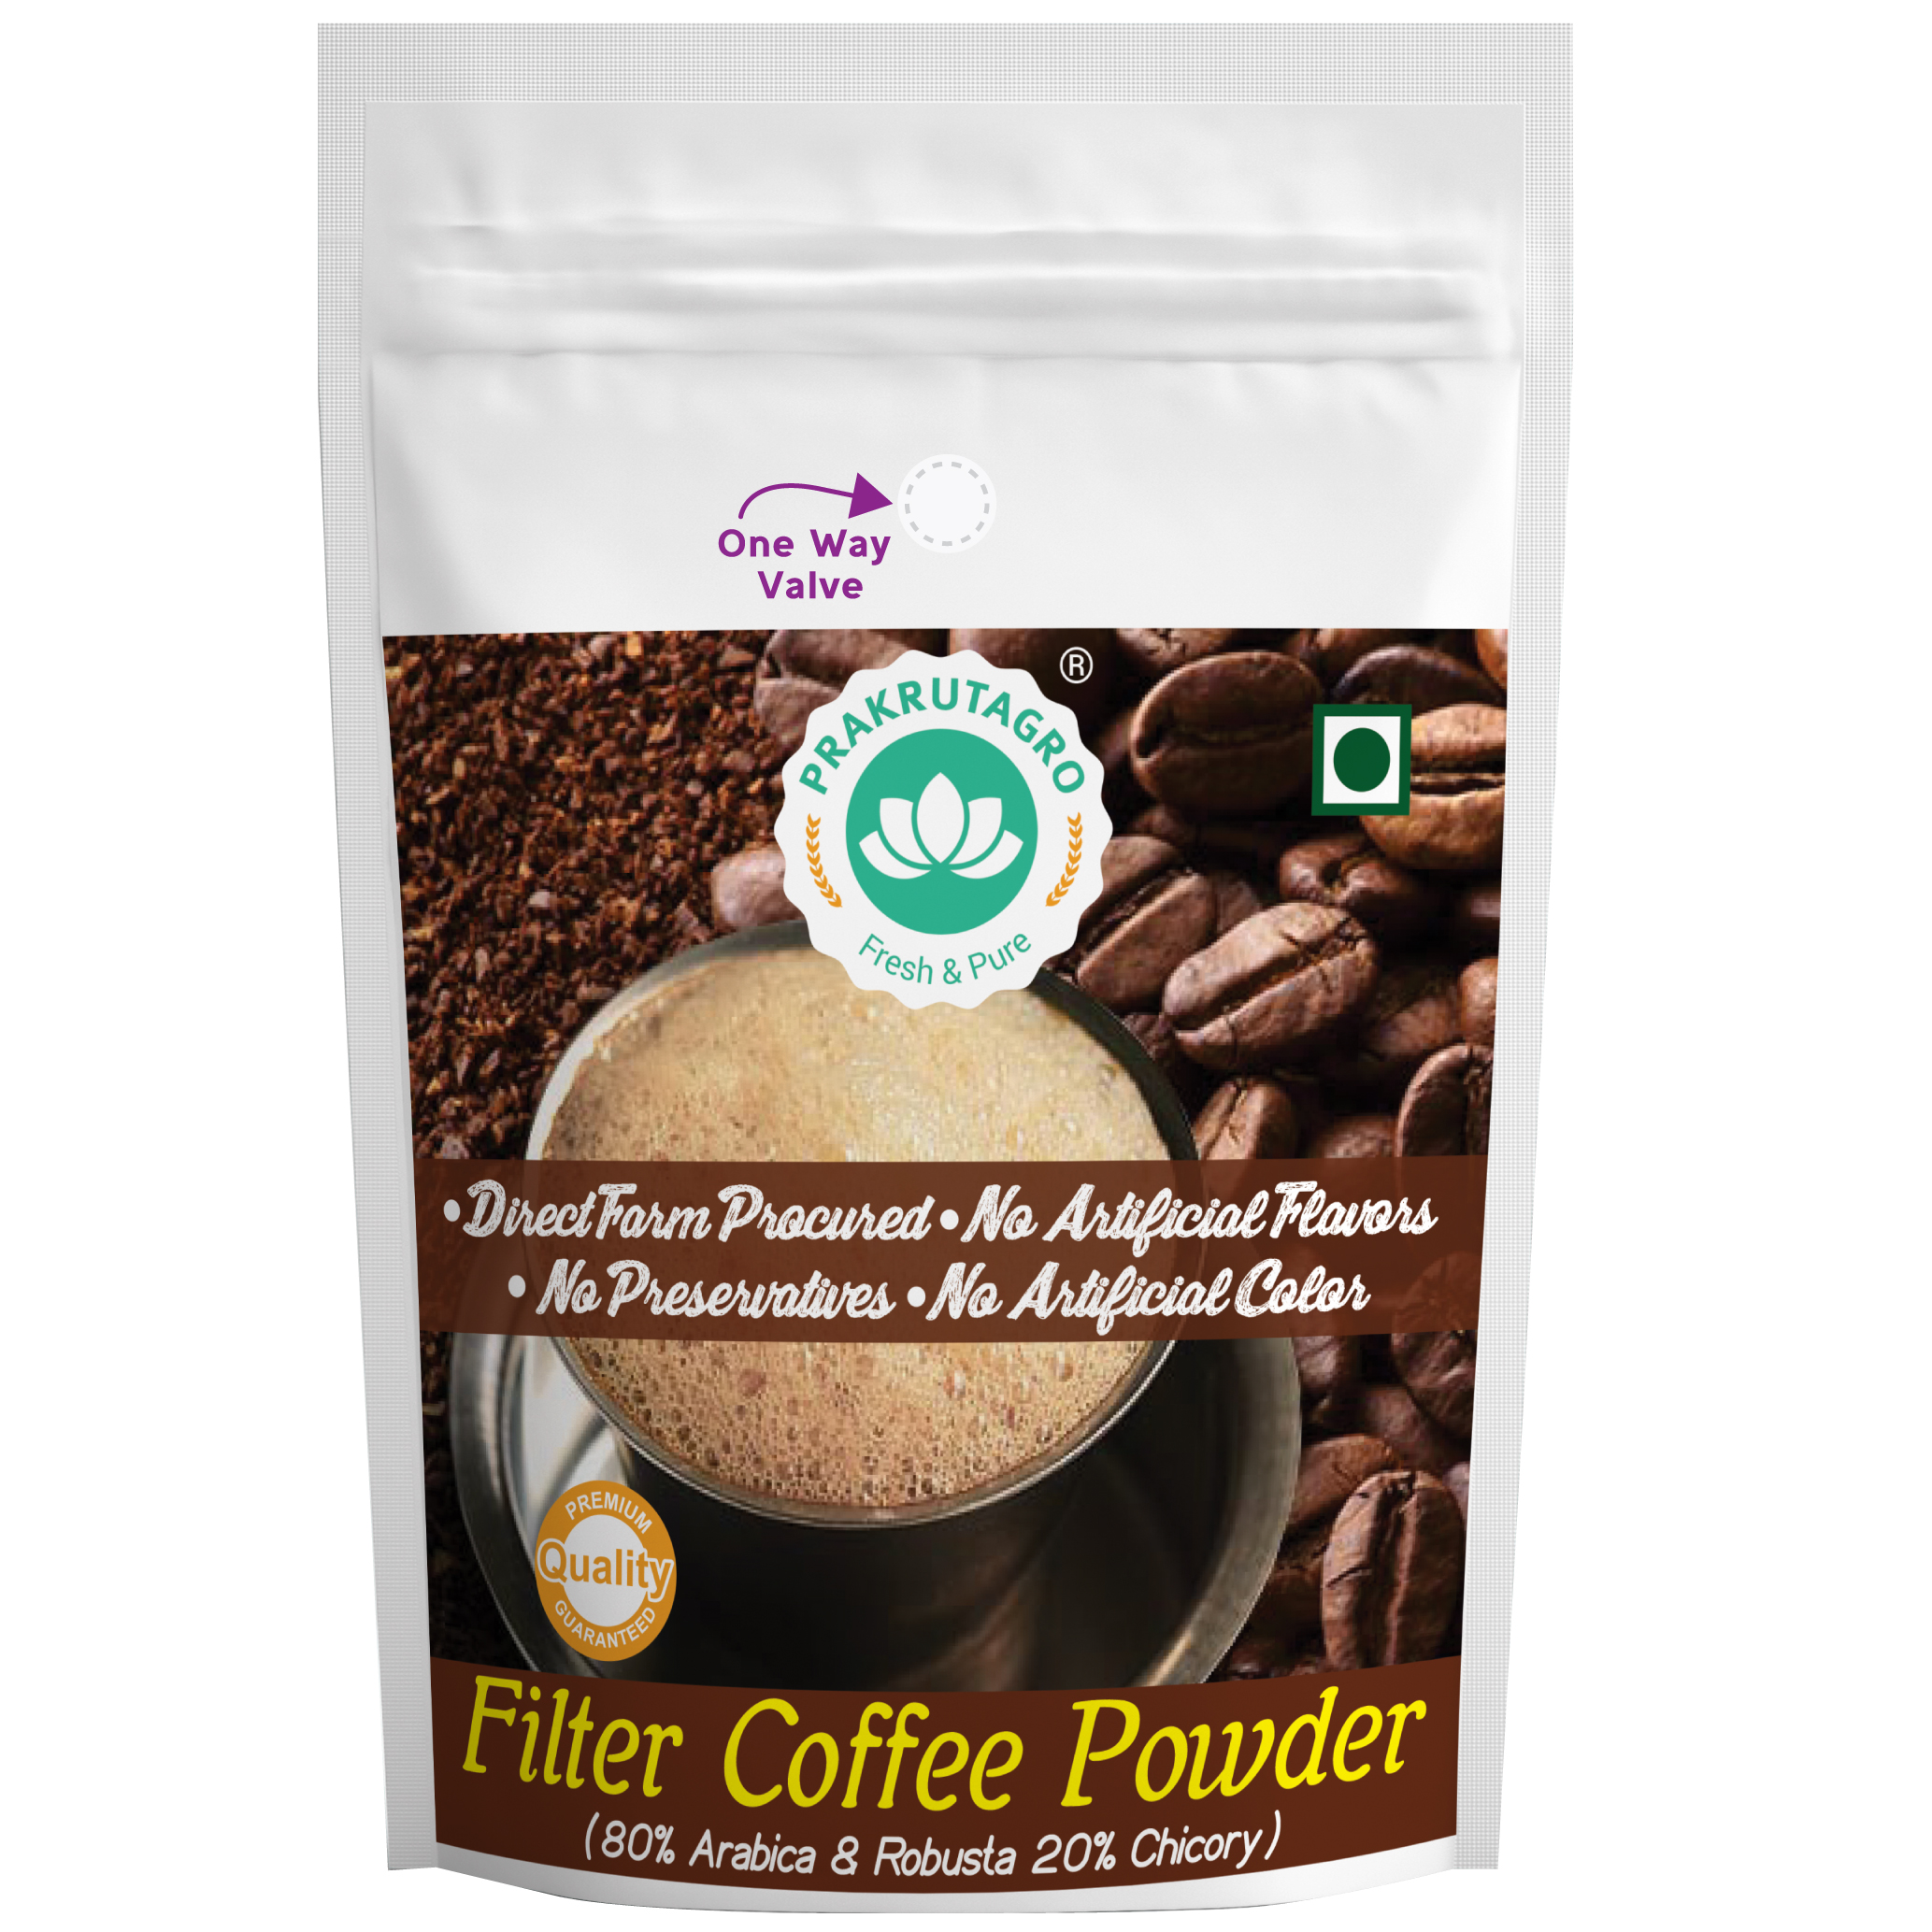 One Way
Valve
PRAKRUTAGRO
®
Fresh & Pure
•Direct Farm Procured •No Artificial Flavors
• No Preservatives •No Artificial Color
PREMIUM
Quality
GUARANTEED
Filter Coffee Powder
(80% Arabica & Robusta 20% Chicory)